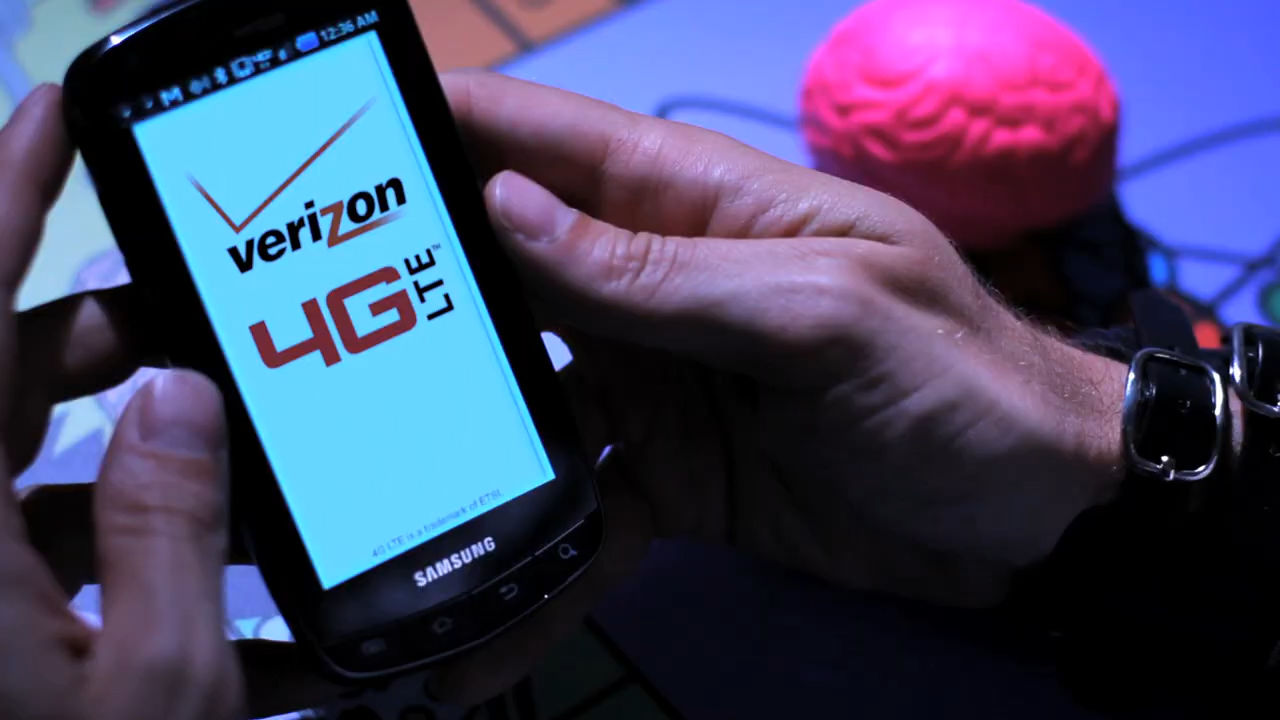 12:36 AM
verizon
4G LTE™
4G LTE is a trademark of ETSI.
SAMSUNG